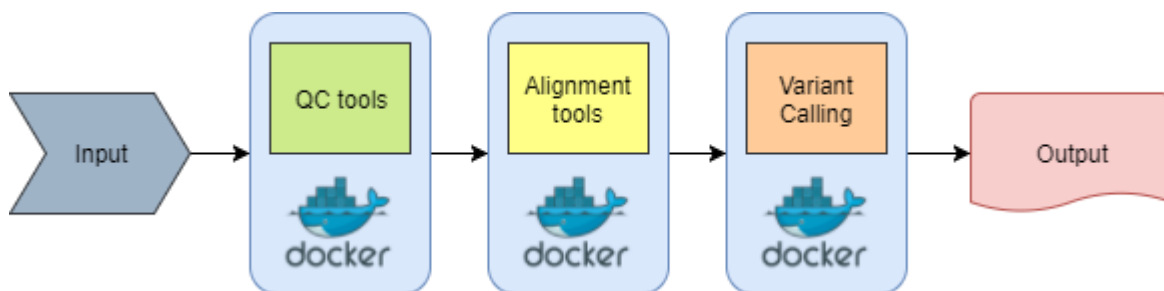 Input
QC tools
docker
Alignment
tools
docker
Variant
Calling
docker
Output